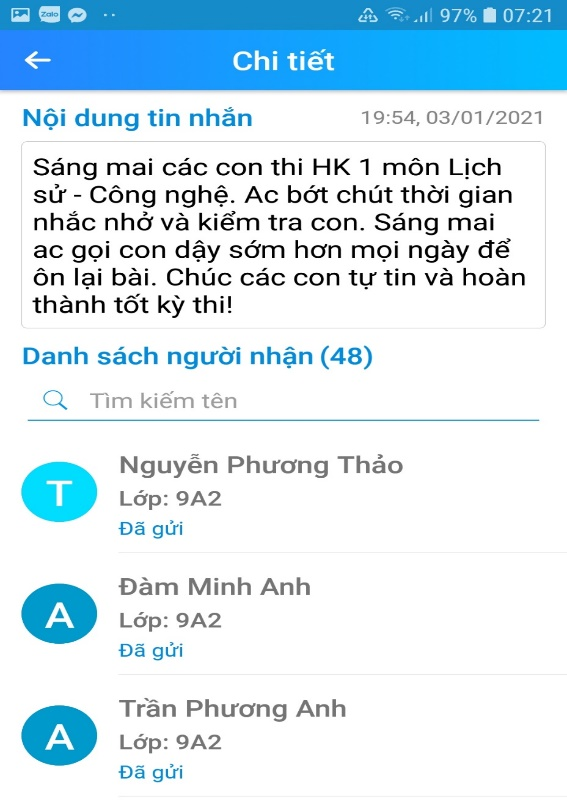 Zalo
97% 07:21
Chi tiết
Nội dung tin nhắn 19:54, 03/01/2021
Sáng mai các con thi HK 1 môn Lịch
sử - Công nghệ. Ac bớt chút thời gian
nhắc nhở và kiểm tra con. Sáng mai
ac gọi con dậy sớm hơn mọi ngày để
ôn lại bài. Chúc các con tự tin và hoàn
thành tốt kỳ thi!
Danh sách người nhận (48)
Tìm kiếm tên
T
Nguyễn Phương Thảo
Lớp: 9A2
Đã gửi
A
Đàm Minh Anh
Lớp: 9A2
Đã gửi
A
Trần Phương Anh
Lớp: 9A2
Đã gửi